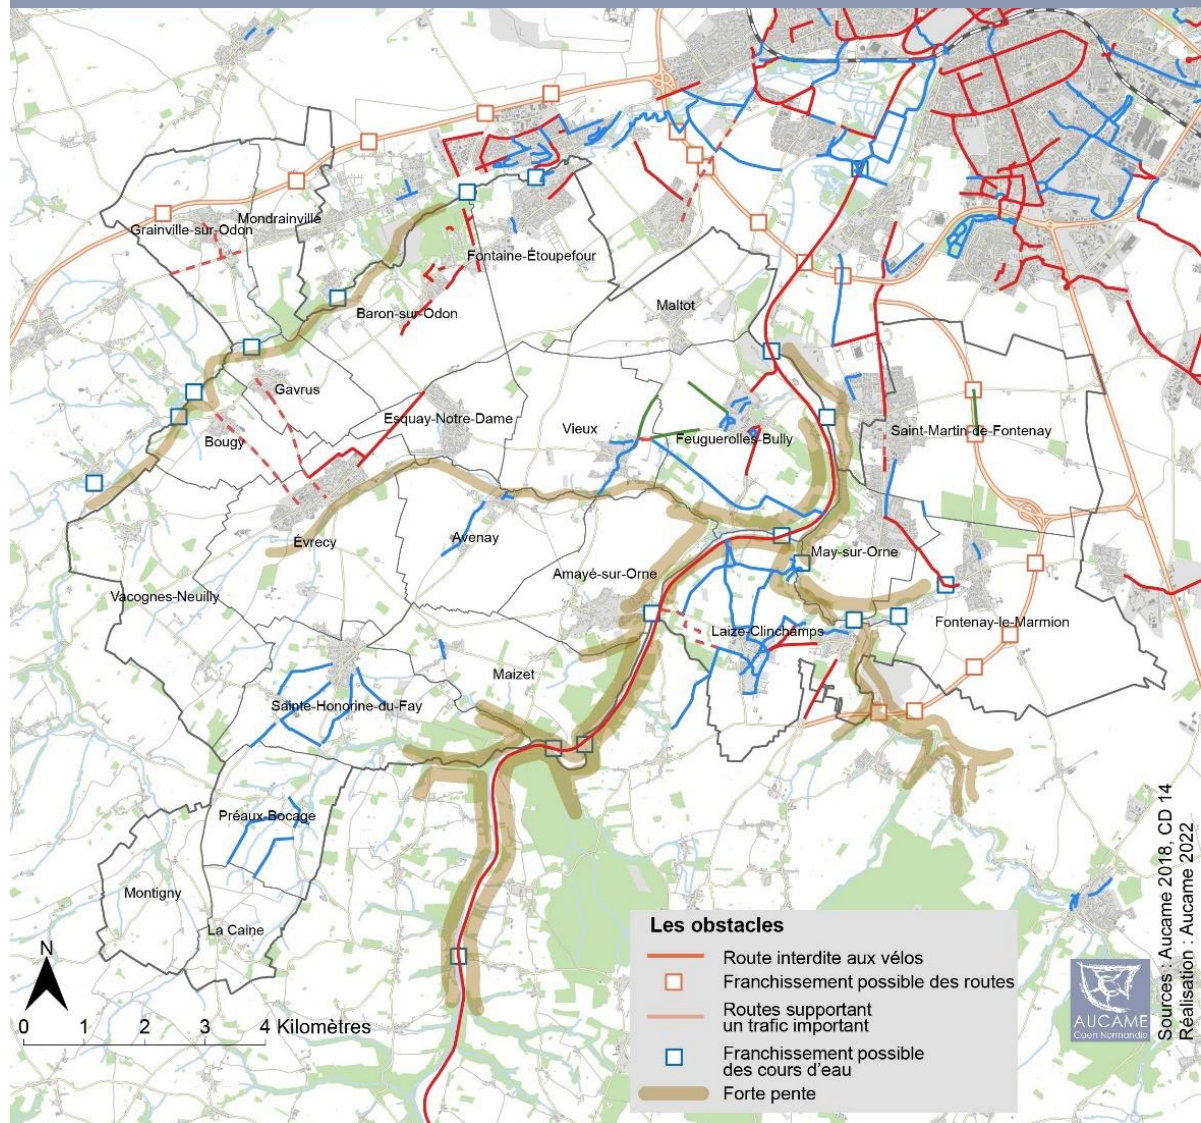 Mondrainville
Grainville-sur-Odon
Fontaine-Étoupefour
Maltot
Baron-sur-Odon
Gavrus
Esquay-Notre-Dame
Vieux
Saint-Martin-de-Fontenay
Bougy
Feuguerolles-Bully
Évrecy
Avenay
May-sur-Orne
Amayé-sur-Orne
Vacognes-Neuilly
Laize-Clinchamps
Fontenay-le-Marmion
Maizet
Sainte-Honorine-du-Fay
Préaux-Bocage
Montigny
La Caine
N
0 1 2 3 4 Kilomètres
Les obstacles
Route interdite aux vélos
Franchissement possible des routes
Routes supportant
un trafic important
Franchissement possible
des cours d'eau
Forte pente
AUCAME
Caen Normandie
Sources : Aucame 2018, CD 14
Réalisation : Aucame 2022